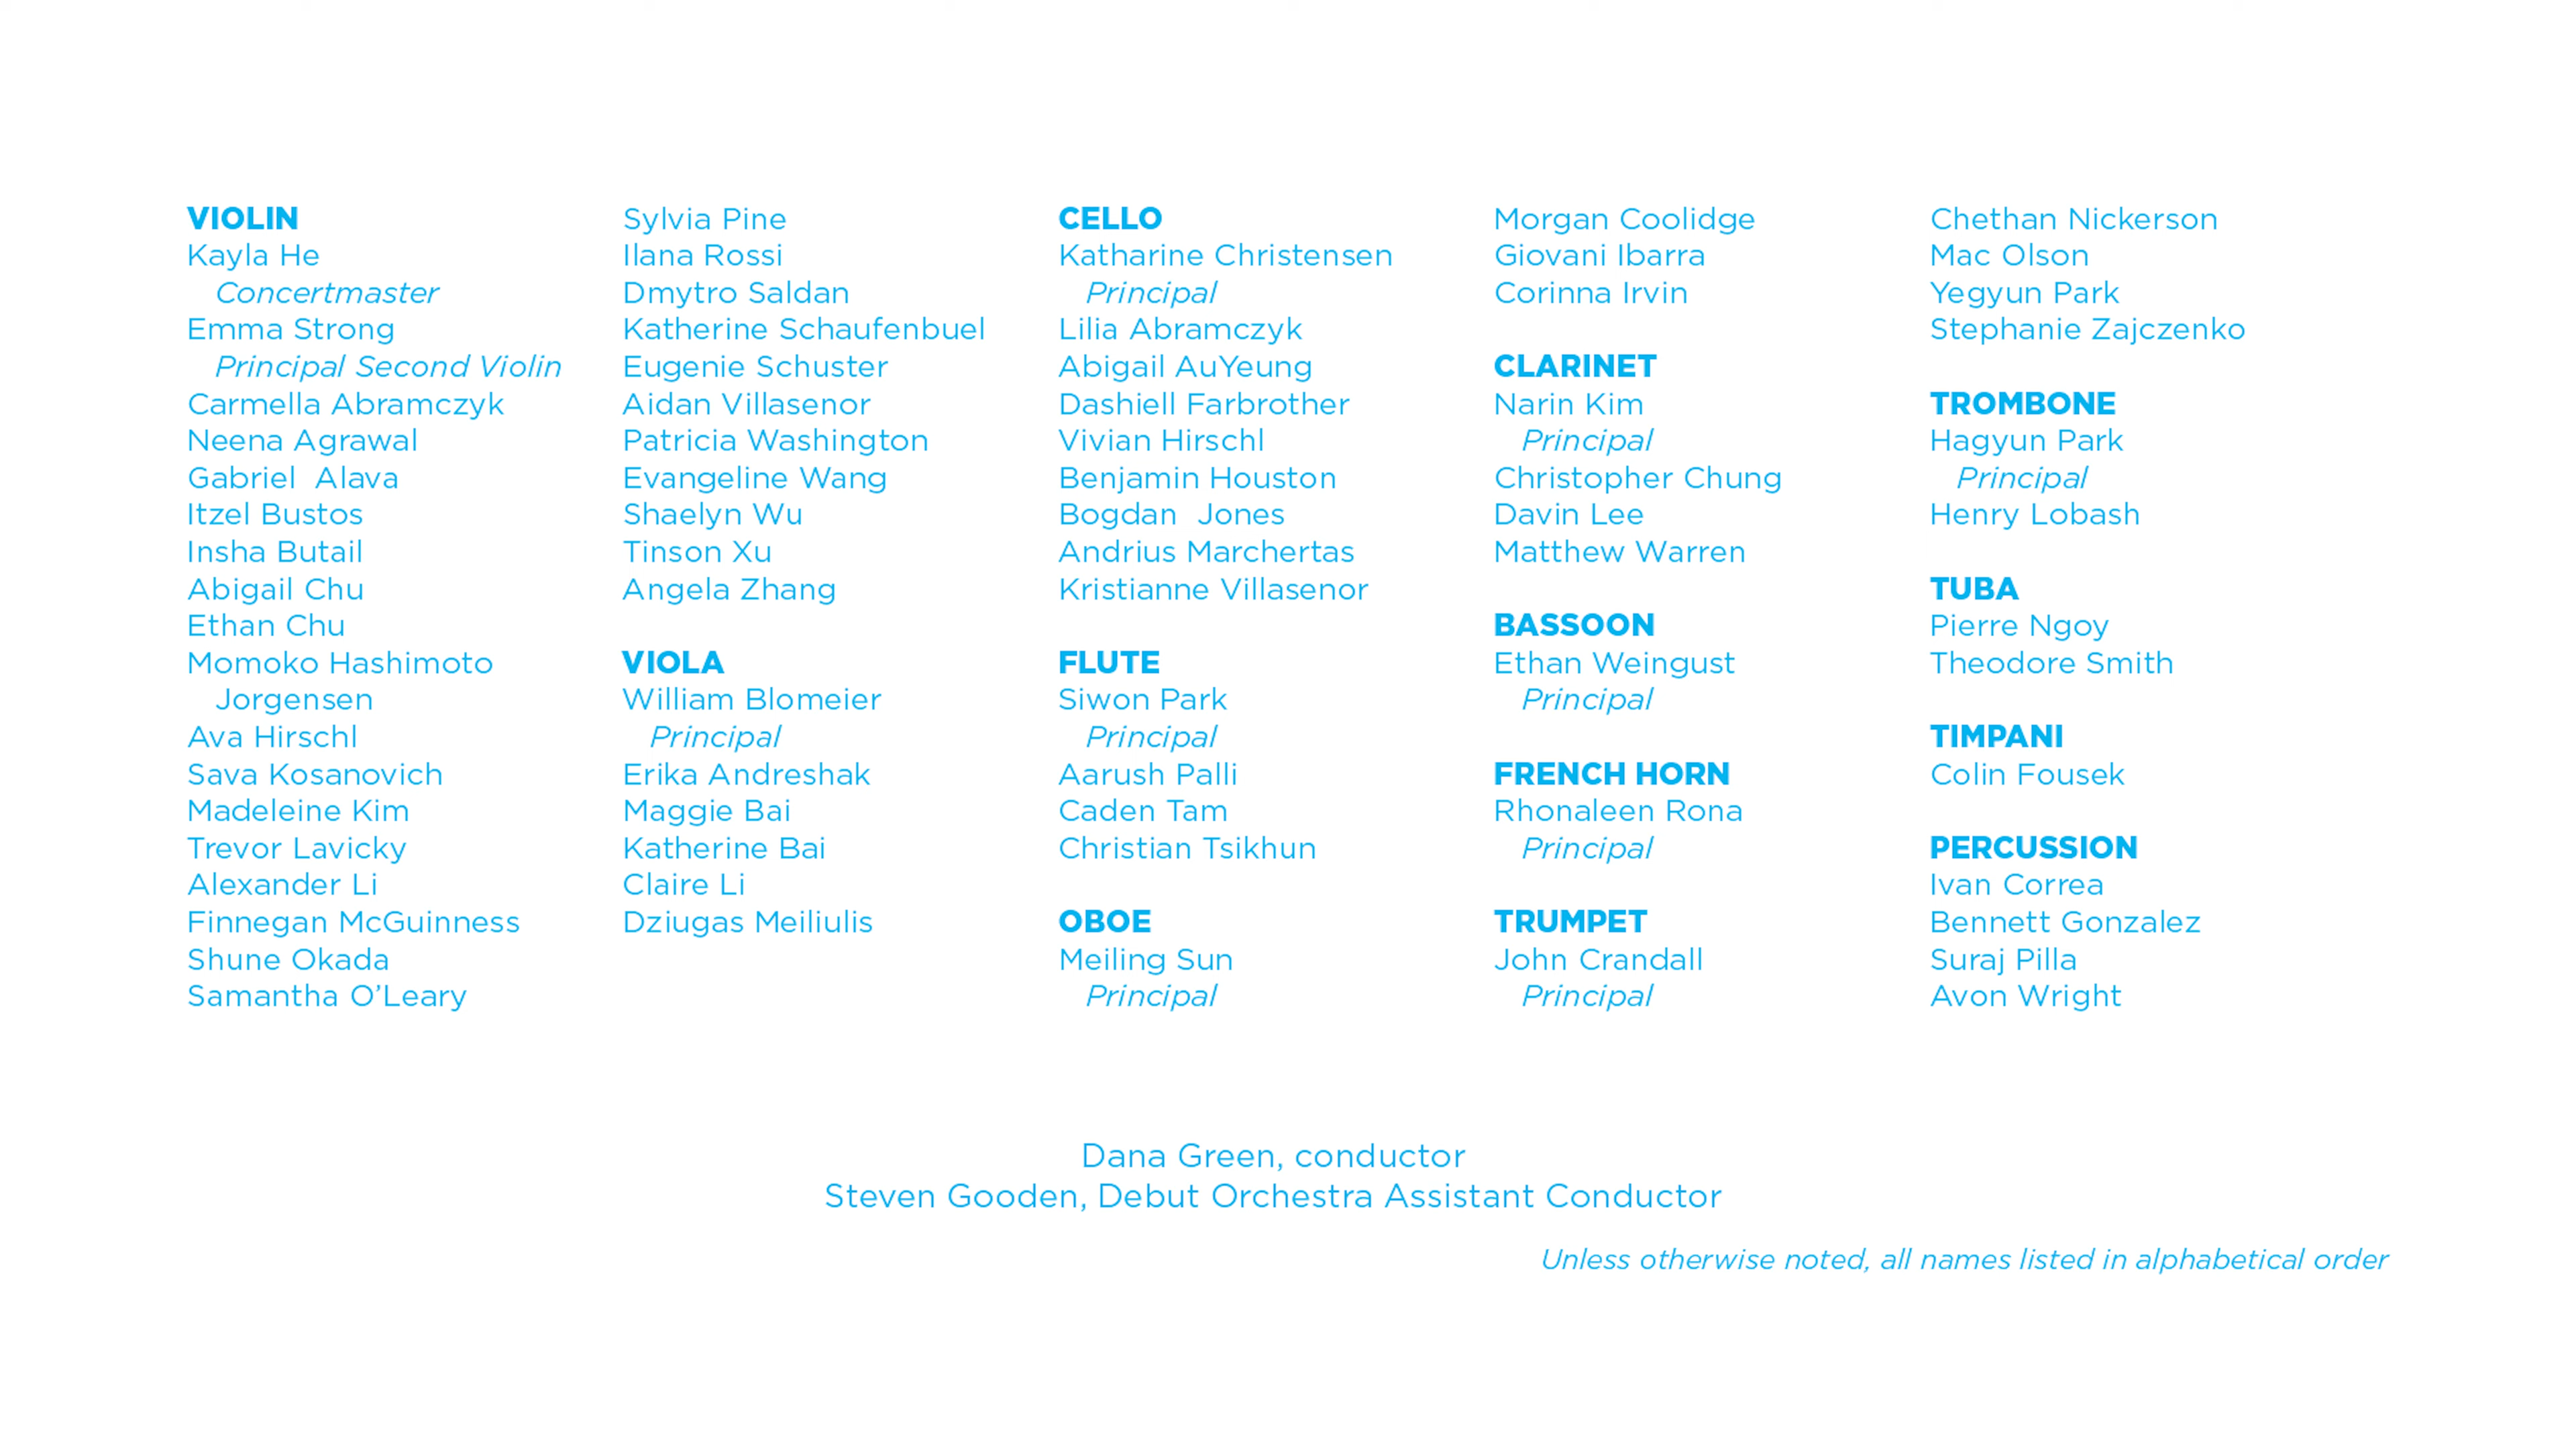 VIOLIN
Kayla He
Concertmaster
Emma Strong
Principal Second Violin
Carmella Abramczyk
Neena Agrawal
Gabriel  Alava
Itzel Bustos
Insha Butail
Abigail Chu
Ethan Chu
Momoko Hashimoto
Jorgensen
Ava Hirschl
Sava Kosanovich
Madeleine Kim
Trevor Lavicky
Alexander Li
Finnegan McGuinness
Shune Okada
Samantha O’Leary
Sylvia Pine
Ilana Rossi
Dmytro Saldan
Katherine Schaufenbuel
Eugenie Schuster
Aidan Villasenor
Patricia Washington
Evangeline Wang
Shaelyn Wu
Tinson Xu
Angela Zhang
VIOLA
William Blomeier
Principal
Erika Andreshak
Maggie Bai
Katherine Bai
Claire Li
Dziugas Meiliulis
CELLO
Katharine Christensen
Principal
Lilia Abramczyk
Abigail AuYeung
Dashiell Farbrother
Vivian Hirschl
Benjamin Houston
Bogdan  Jones
Andrius Marchertas
Kristianne Villasenor
FLUTE
Siwon Park
Principal
Aarush Palli
Caden Tam
Christian Tsikhun
OBOE
Meiling Sun
Principal
Morgan Coolidge
Giovani Ibarra
Corinna Irvin
CLARINET
Narin Kim
Principal
Christopher Chung
Davin Lee
Matthew Warren
BASSOON
Ethan Weingust
Principal
FRENCH HORN
Rhonaleen Rona
Principal
TRUMPET
John Crandall
Principal
Chethan Nickerson
Mac Olson
Yegyun Park
Stephanie Zajczenko
TROMBONE
Hagyun Park
Principal
Henry Lobash
TUBA
Pierre Ngoy
Theodore Smith
TIMPANI
Colin Fousek
PERCUSSION
Ivan Correa
Bennett Gonzalez
Suraj Pilla
Avon Wright
Dana Green, conductor
Steven Gooden, Debut Orchestra Assistant Conductor
Unless otherwise noted, all names listed in alphabetical order